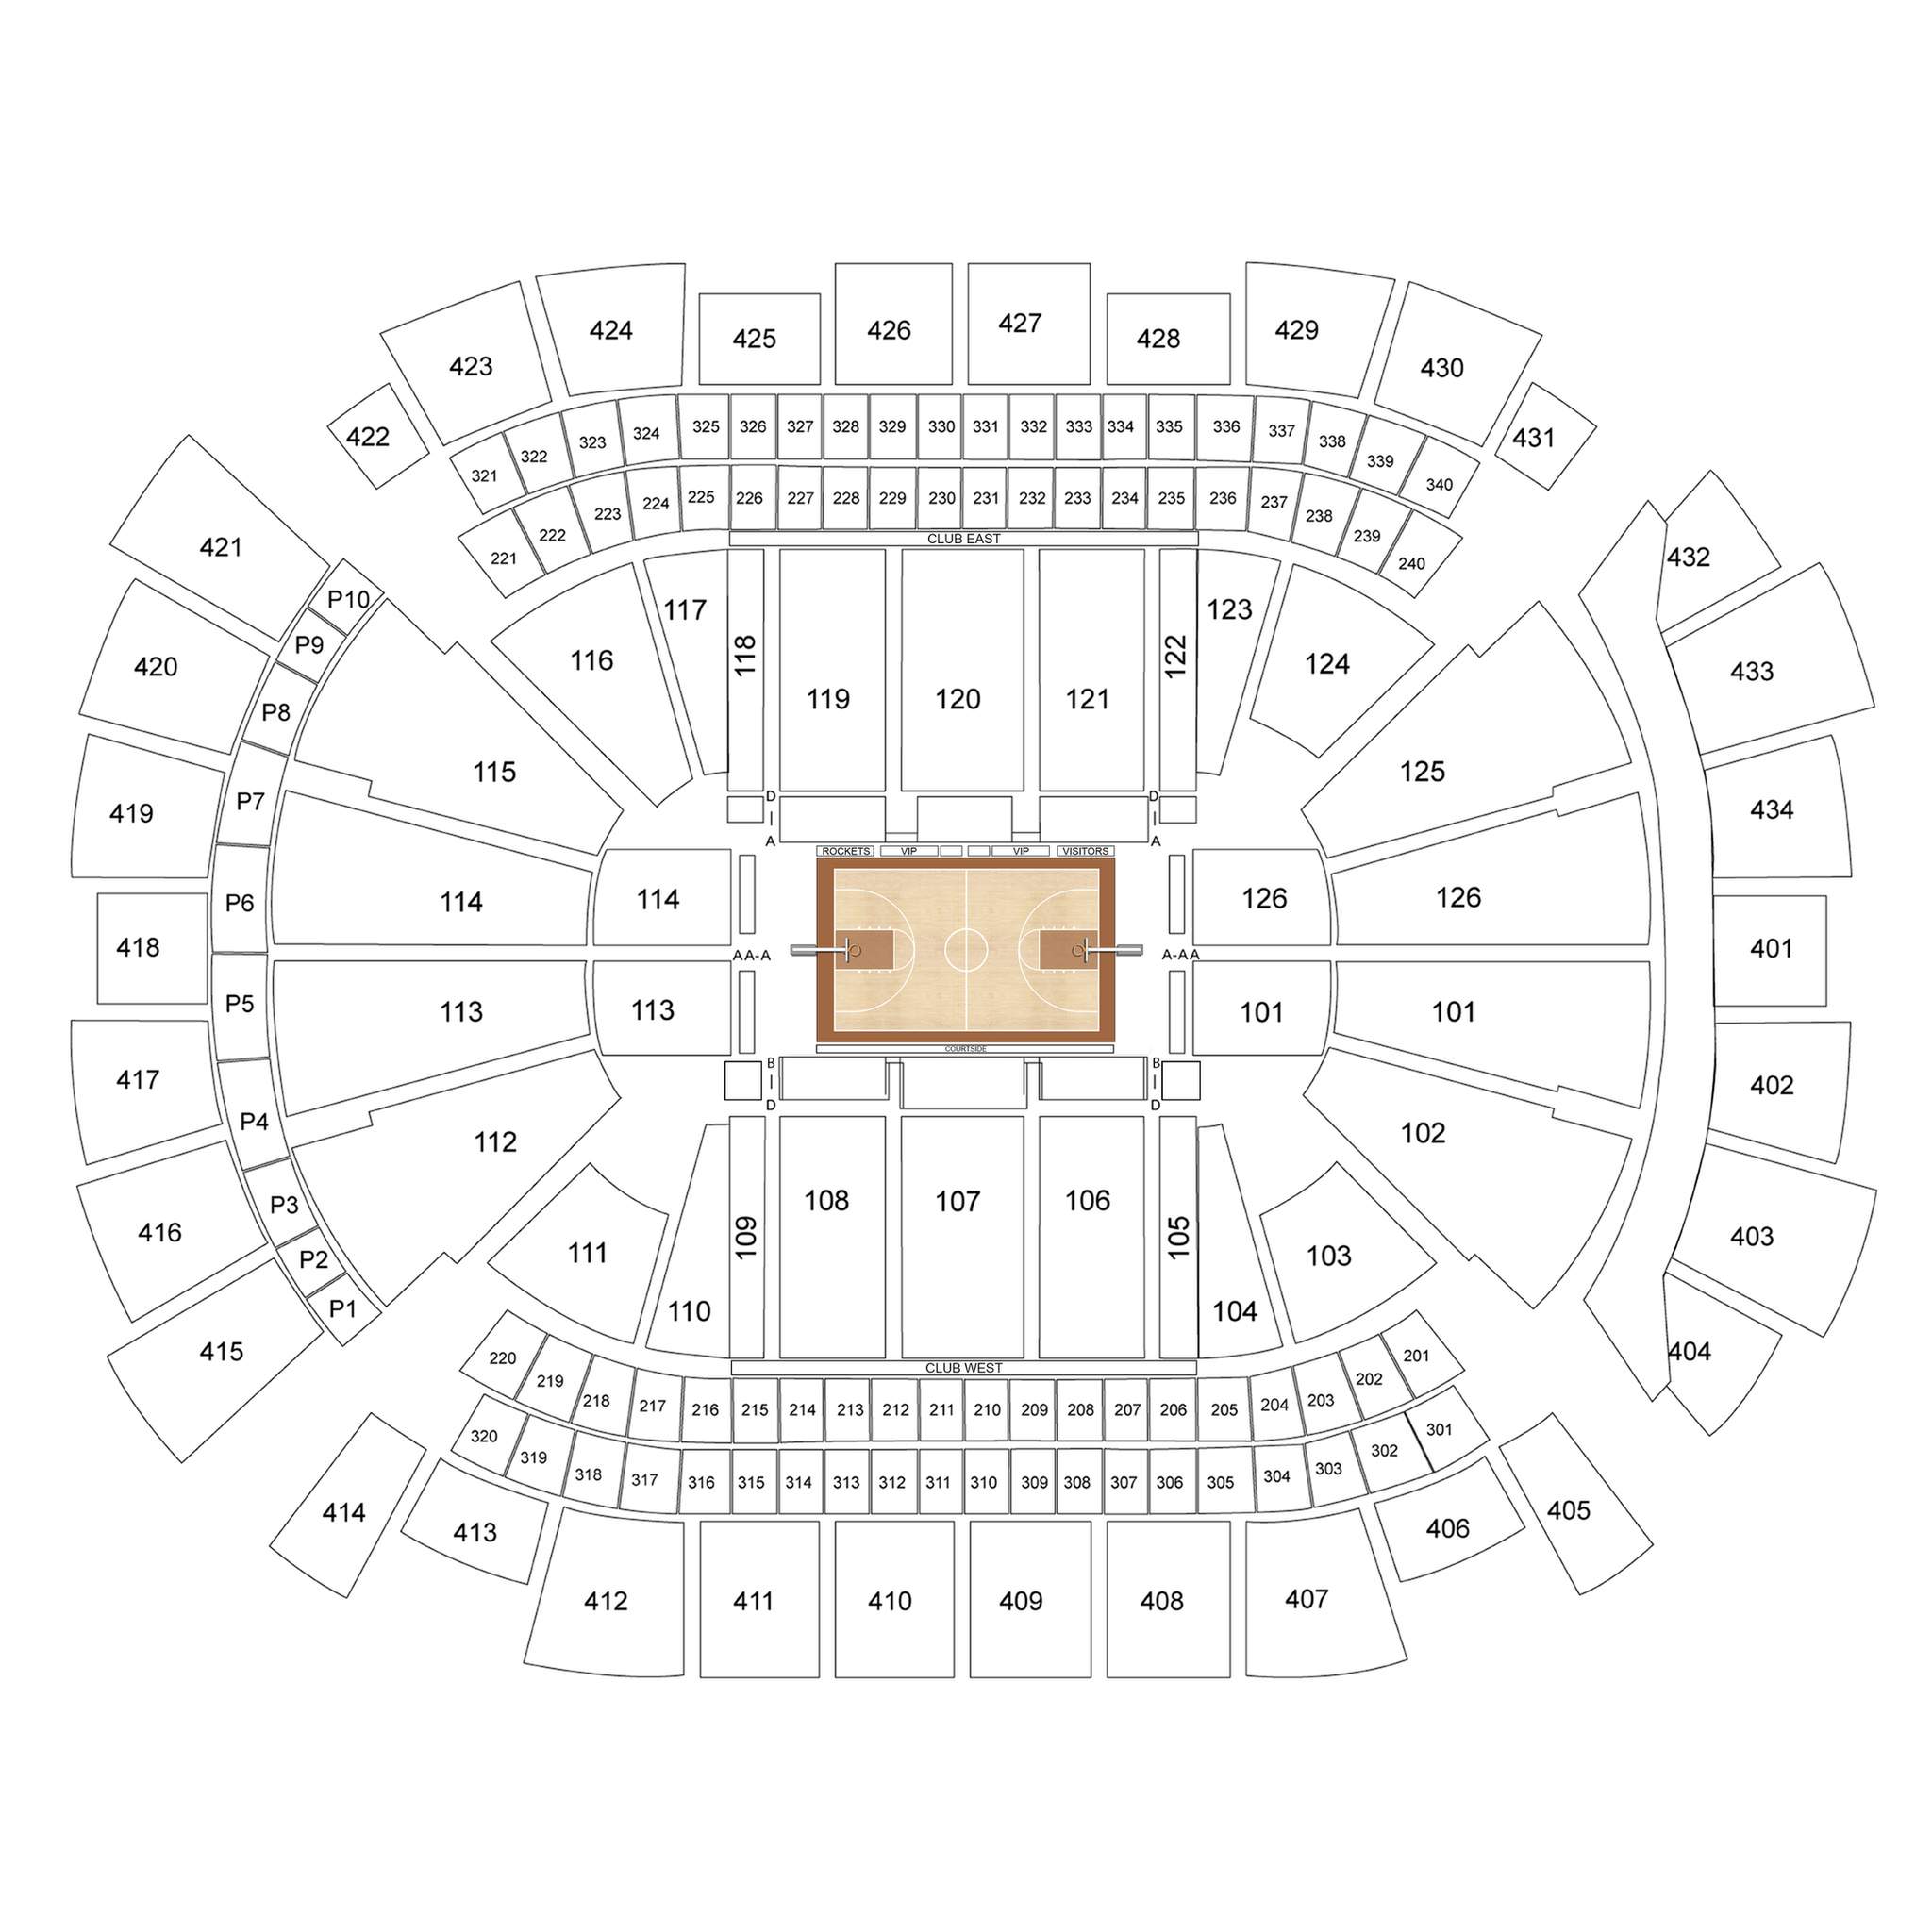 424 425 426 427 428 429
423 430
422 431
321 322 323 324 325 326 327 328 329 330 331 332 333 334 335 336 337 338 339 340
221 222 223 224 225 226 227 228 229 230 231 232 233 234 235 236 237 238 239 240
CLUB EAST
421 432
P10
420 P9 433
P8
419 P7 434
116 117 118 119 120 121 122 123 124
115 125
D D
A A
ROCKETS VIP VIP VISITORS
P6 114 114 126 126
418 401
AA-A A-AA
P5 113 113 101 101
COURTSIDE
B B
D D
417 P4 402
112 102
416 P3 403
P2
P1
415 404
111 110 109 108 107 106 105 104 103
CLUB WEST
220 219 218 217 216 215 214 213 212 211 210 209 208 207 206 205 204 203 202 201
320 319 318 317 316 315 314 313 312 311 310 309 308 307 306 305 304 303 302 301
414 405
413 406
412 411 410 409 408 407